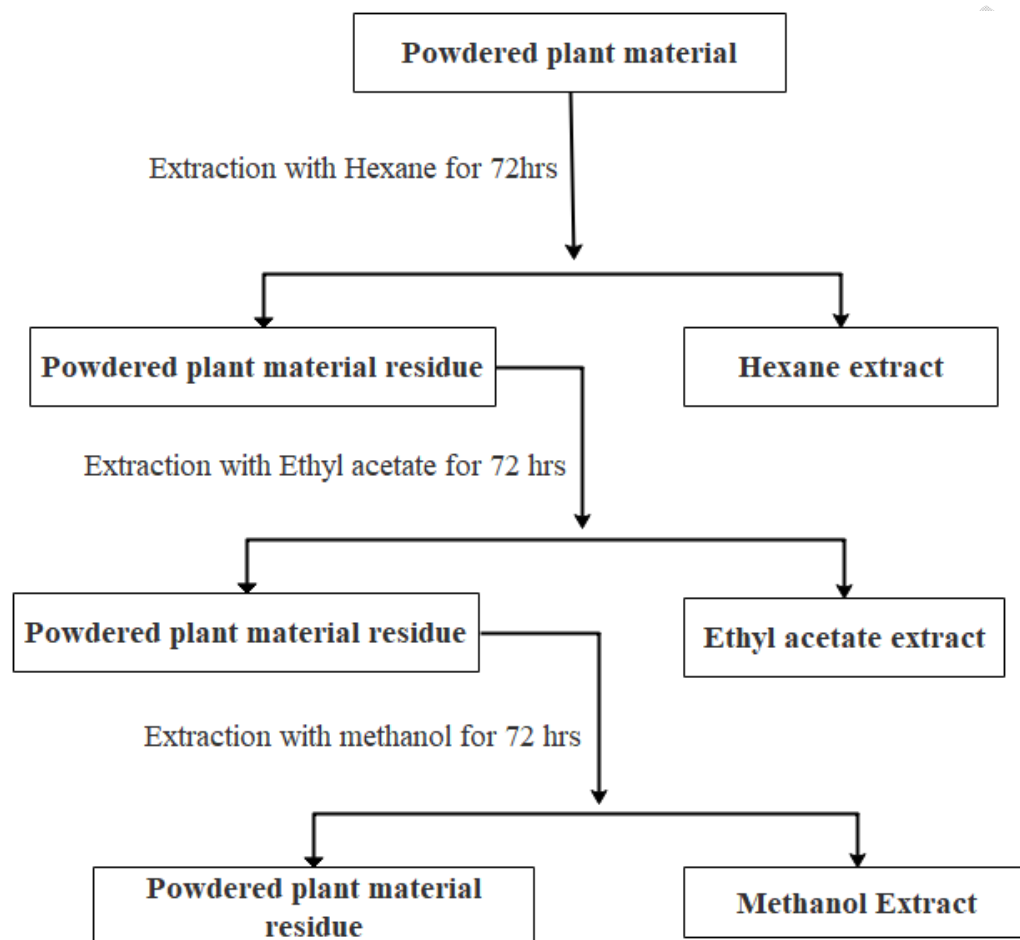 Powdered plant material
Extraction with Hexane for 72hrs
Powdered plant material residue
Hexane extract
Extraction with Ethyl acetate for 72 hrs
Powdered plant material residue
Ethyl acetate extract
Extraction with methanol for 72 hrs
Powdered plant material
residue
Methanol Extract